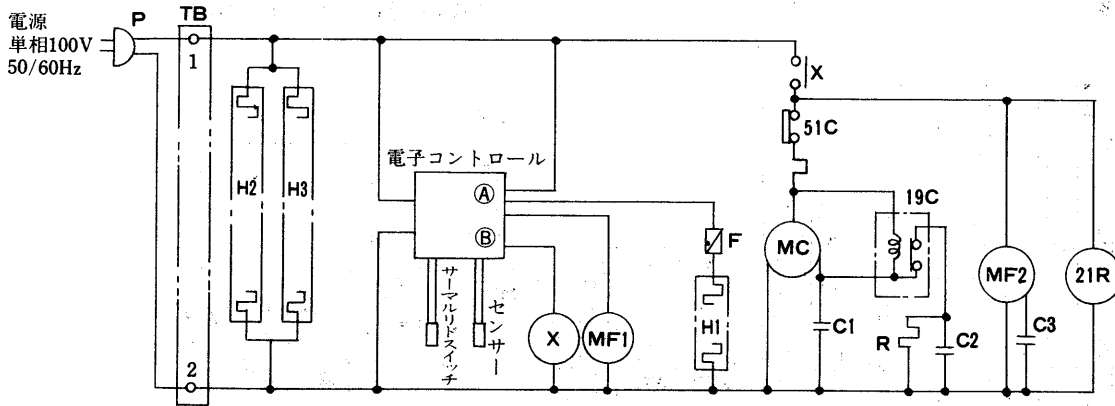 電源
単相100V
50/60Hz
P
TB
1
2
H2
H3
電子コントロール
Ⓐ
Ⓑ
サーマルリドスイッチ
センサー
X
MF1
F
H1
X
51C
MC
19C
C1
R
C2
MF2
C3
21R